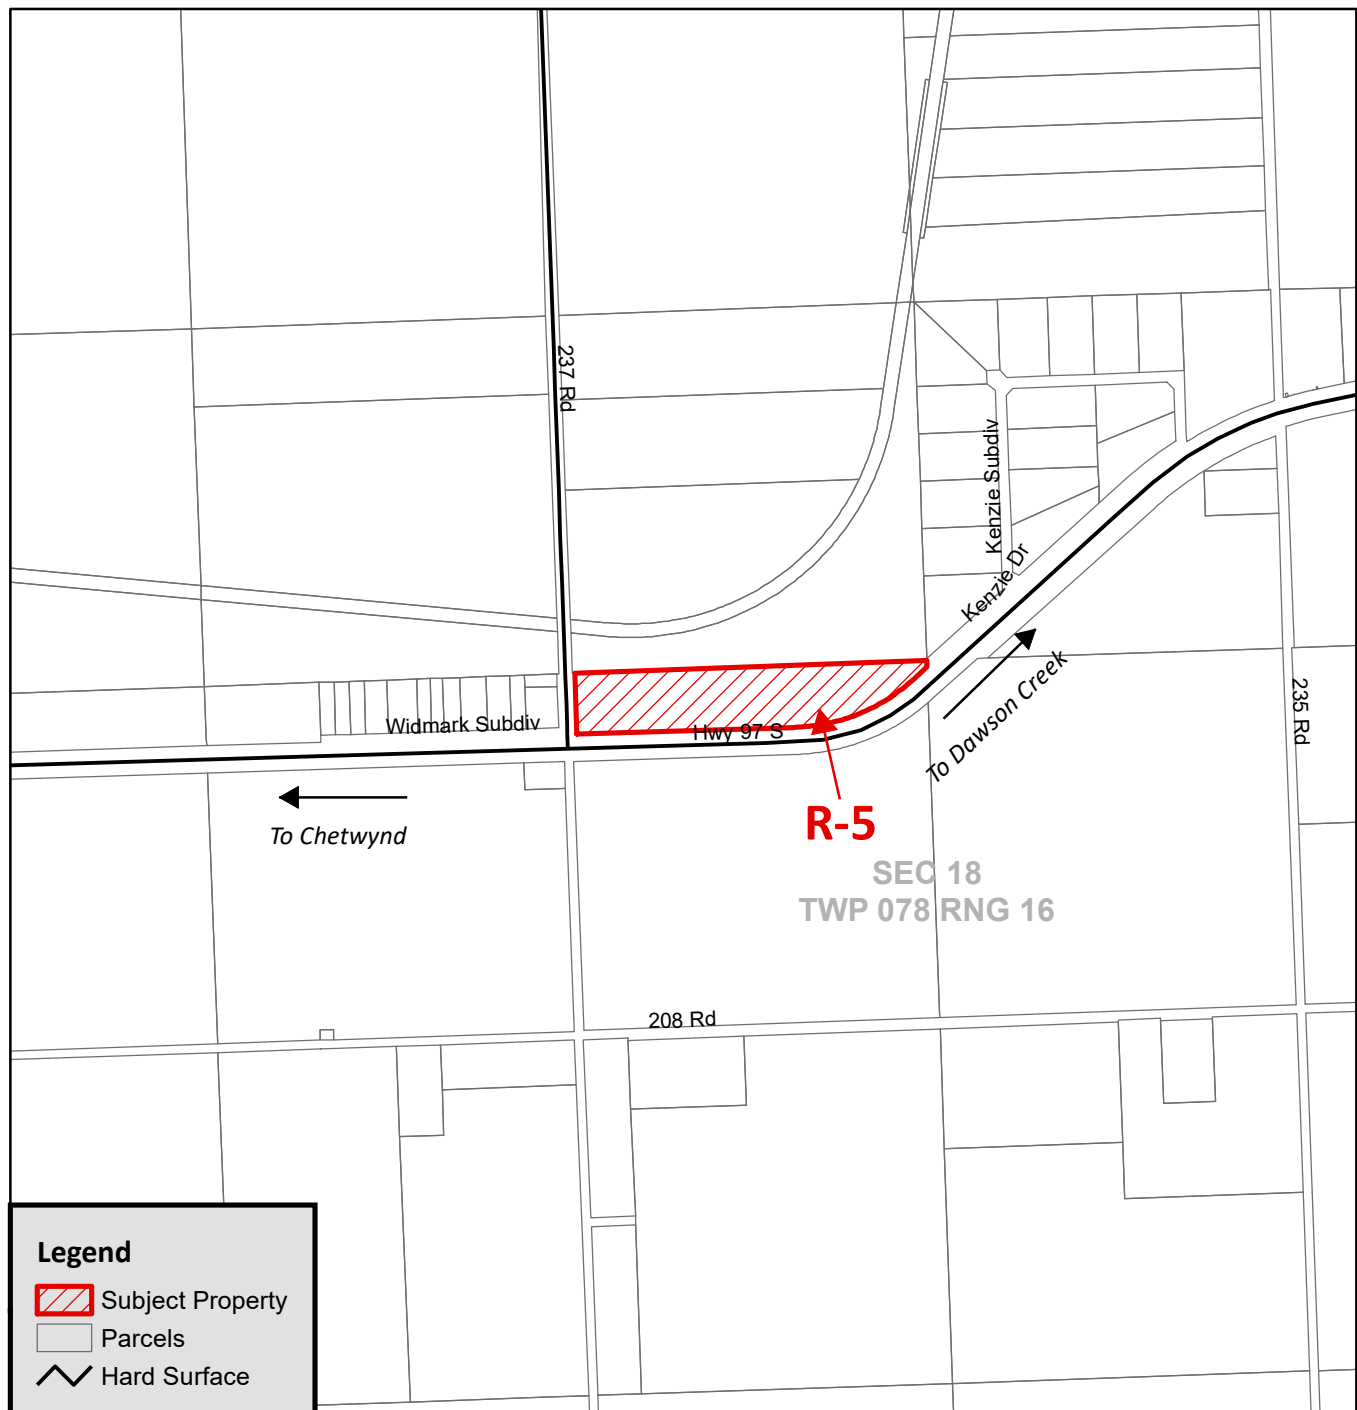 237 Rd
Kenzie Subdiv
Kenzie Dr
To Dawson Creek
235 Rd
Widmark Subdiv
Hwy 97 S
To Chetwynd
R-5
SEC 18
TWP 078 RNG 16
208 Rd
Legend
Subject Property
Parcels
Hard Surface